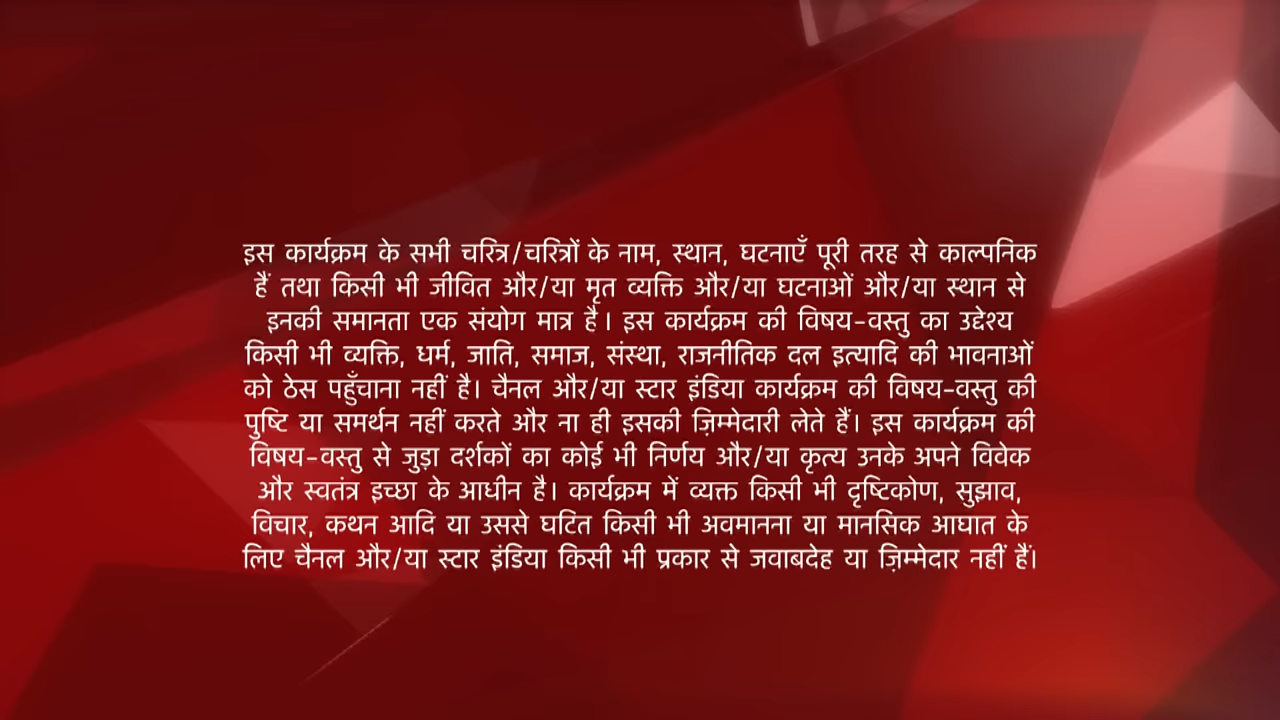 इस कार्यक्रम के सभी चरित्र/चरित्रों के नाम, स्थान, घटनाएँ पूरी तरह से काल्पनिक
हैं तथा किसी भी जीवित और/या मृत व्यक्ति और/या घटनाओं और/या स्थान से
इनकी समानता एक संयोग मात्र है। इस कार्यक्रम की विषय-वस्तु का उद्देश्य
किसी भी व्यक्ति, धर्म, जाति, समाज, संस्था, राजनीतिक दल इत्यादि की भावनाओं
को ठेस पहुँचाना नहीं है। चैनल और/या स्टार इंडिया कार्यक्रम की विषय-वस्तु की
पुष्टि या समर्थन नहीं करते और ना ही इसकी ज़िम्मेदारी लेते हैं। इस कार्यक्रम की
विषय-वस्तु से जुड़ा दर्शकों का कोई भी निर्णय और/या कृत्य उनके अपने विवेक
और स्वतंत्र इच्छा के आधीन है। कार्यक्रम में व्यक्त किसी भी दृष्टिकोण, सुझाव,
विचार, कथन आदि या उससे घटित किसी भी अवमानना या मानसिक आघात के
लिए चैनल और/या स्टार इंडिया किसी भी प्रकार से जवाबदेह या ज़िम्मेदार नहीं हैं।